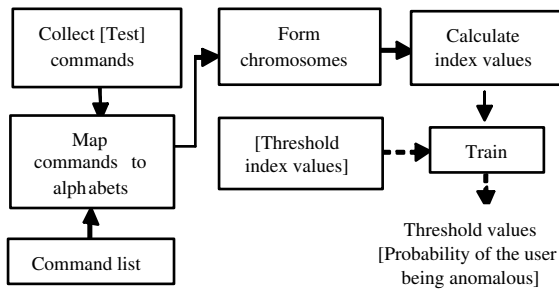 Collect [Test]
commands
Form
chromosomes
Calculate
index values
Map
commands to
alphabets
[Threshold
index values]
Train
Command list
Threshold values
[Probability of the user
being anomalous]